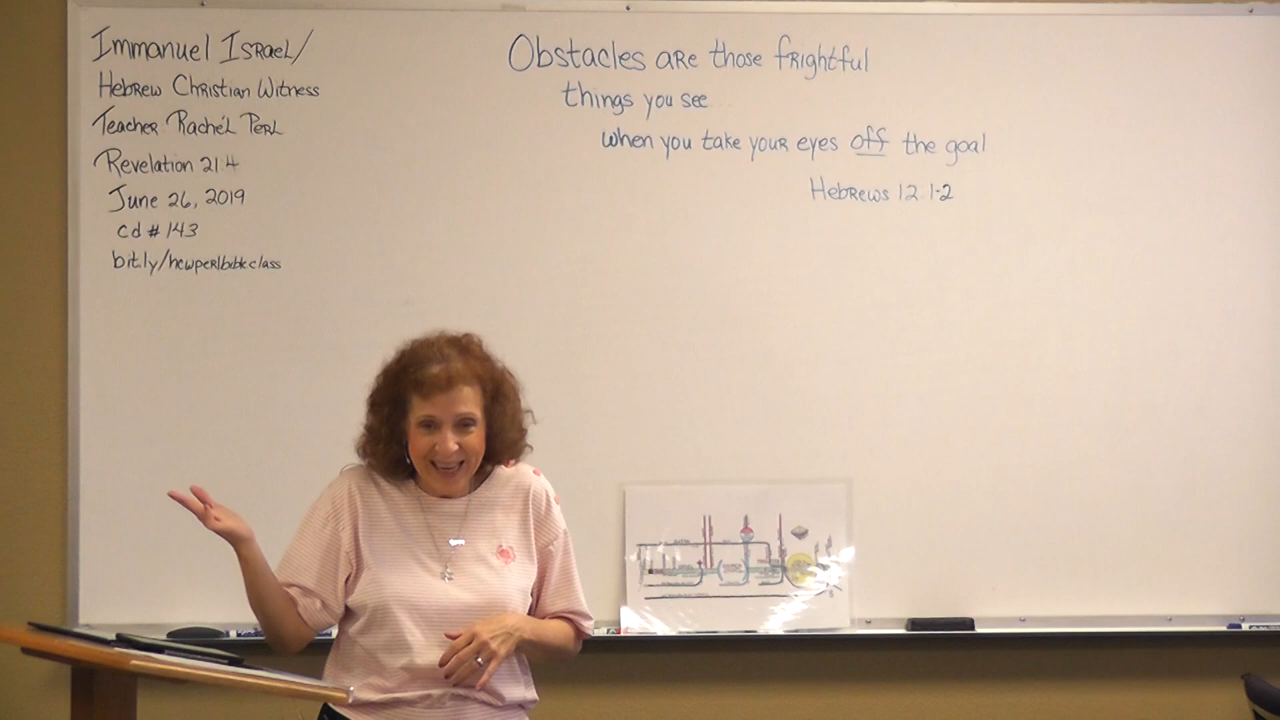 Immanuel Israel/
Hebrew Christian Witness
Teacher Rachél Perl
Revelation 21:4
June 26, 2019
cd # 143
bit.ly/newperlbibleclass
Obstacles are those frightful
things you see
when you take your eyes off the goal
Hebrews 12:1-2